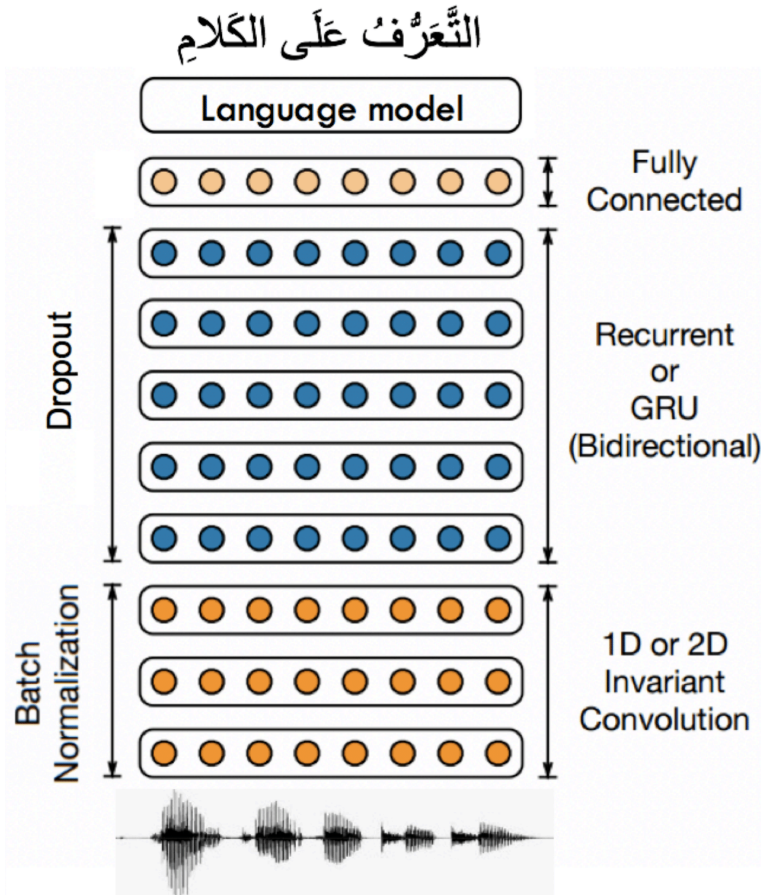 التَّعَرُّفُ عَلَى الكَلامِ
Language model
Fully
Connected
Dropout
Recurrent
or
GRU
(Bidirectional)
Batch
Normalization
1D or 2D
Invariant
Convolution